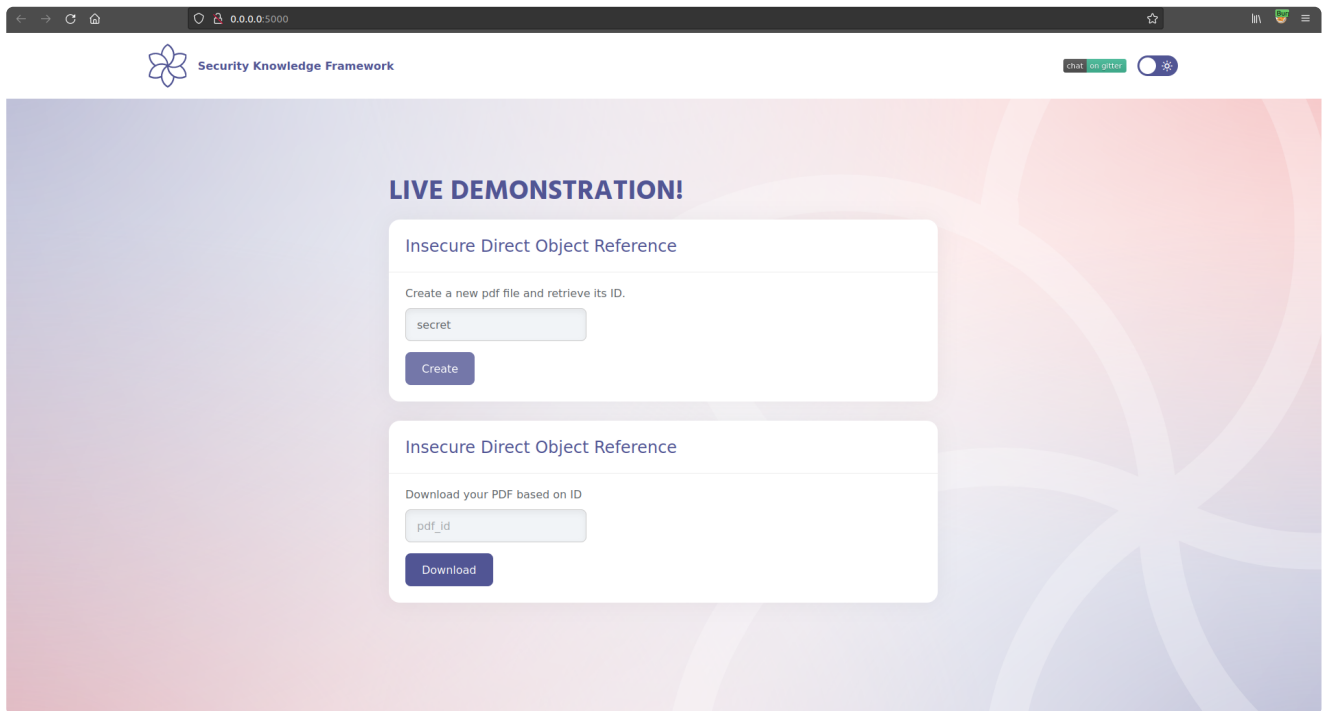 0.0.0.0:5000
Bur
Security Knowledge Framework
chat on gitter
LIVE DEMONSTRATION!
Insecure Direct Object Reference
Create a new pdf file and retrieve its ID.
secret
Create
Insecure Direct Object Reference
Download your PDF based on ID
pdf_id
Download